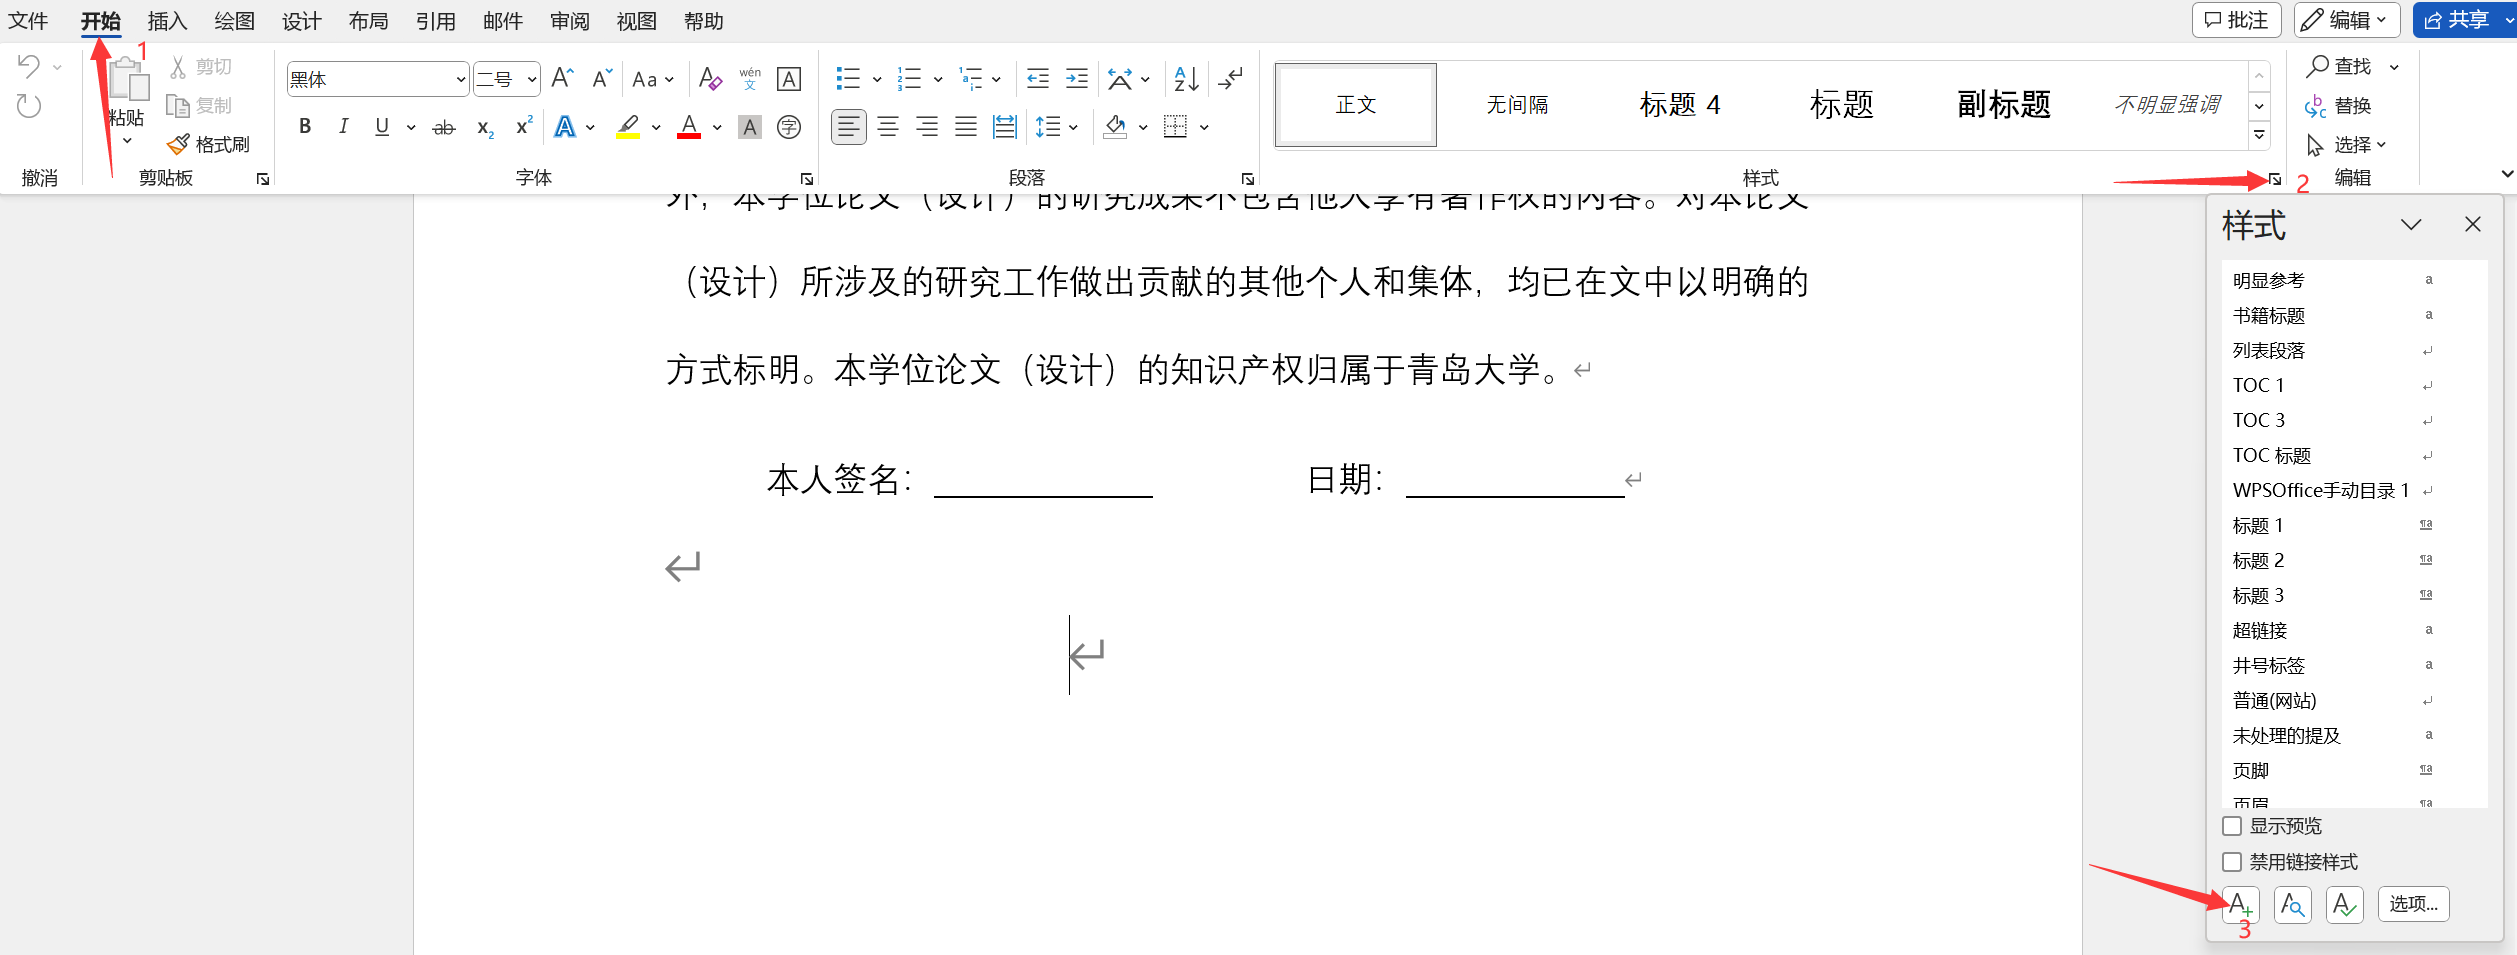 文件 开始 插入 绘图 设计 布局 引用 邮件 审阅 视图 帮助 批注 编辑 共享
1
剪切
复制
粘贴
格式刷
撤消
剪贴板
黑体 二号 A A Aa A wén文 A
B I U ab x2 x2 A A A 字
字体
段落
正文 无间隔 标题 4 标题 副标题 不明显强调
样式
查找
替换
选择
编辑
2
外，本学位论文（设计）的研究成果不包含他人享有著作权的内容。对本论文
（设计）所涉及的研究工作做出贡献的其他个人和集体，均已在文中以明确的
方式标明。本学位论文（设计）的知识产权归属于青岛大学。
本人签名： 日期：
样式
明显参考 a
书籍标题 a
列表段落
TOC 1
TOC 3
TOC 标题
WPSOffice手动目录 1
标题 1 ¶a
标题 2 ¶a
标题 3 ¶a
超链接 a
井号标签 a
普通(网站)
未处理的提及 a
页脚 ¶a
页眉 ¶a
显示预览
禁用链接样式
选项...
3